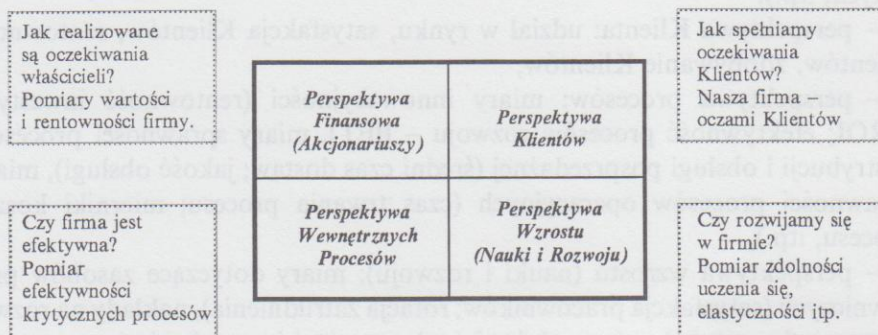 Jak realizowane
są oczekiwania
właścicieli?
Pomiary wartości
i rentowności firmy.
Perspektywa
Finansowa
(Akcjonariuszy)
Perspektywa
Klientów
Jak spełniamy
oczekiwania
Klientów?
Nasza firma
oczami Klientów
Czy firma jest
efektywna?
Pomiar
efektywności
krytycznych procesów
Perspektywa
Wewnętrznych
Procesów
Perspektywa
Wzrostu
(Nauki i Rozwoju)
Czy rozwijamy się
w firmie?
Pomiar zdolności
uczenia się,
elastyczności itp.